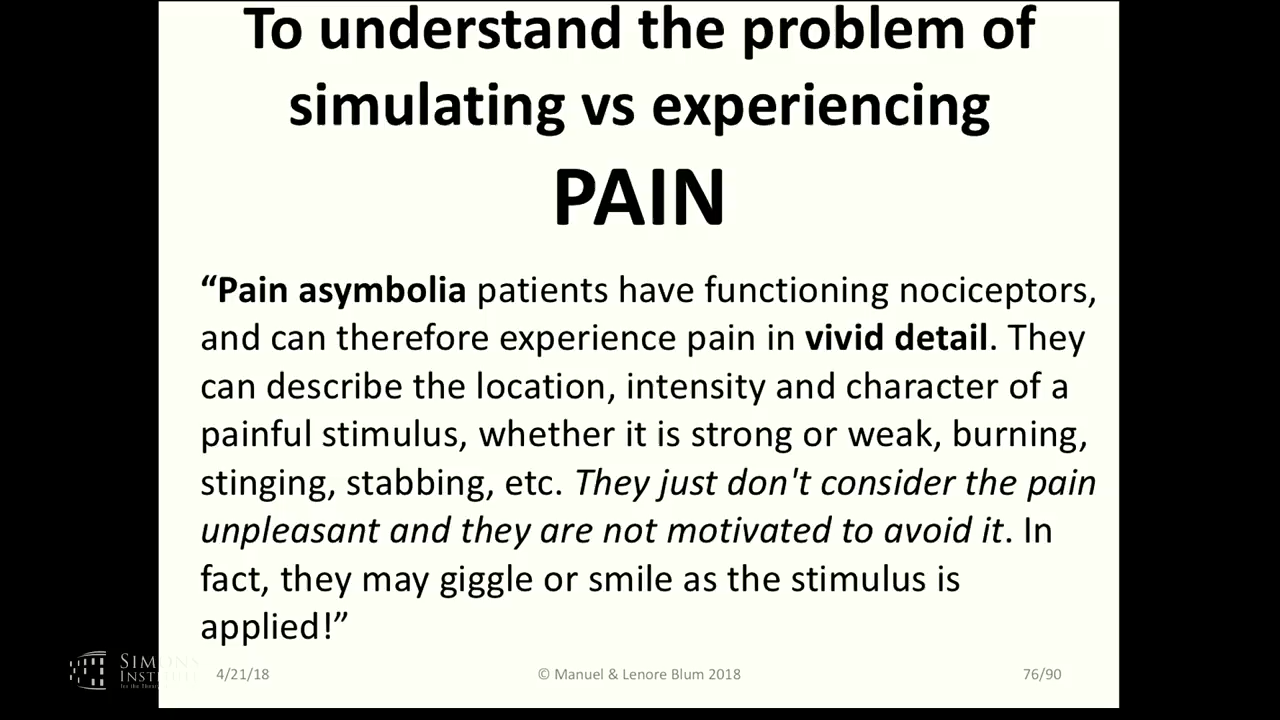 To understand the problem of
simulating vs experiencing
PAIN
“Pain asymbolia patients have functioning nociceptors,
and can therefore experience pain in vivid detail. They
can describe the location, intensity and character of a
painful stimulus, whether it is strong or weak, burning,
stinging, stabbing, etc. They just don't consider the pain
unpleasant and they are not motivated to avoid it. In
fact, they may giggle or smile as the stimulus is
applied!”
SIMONS
4/21/18
© Manuel & Lenore Blum 2018
76/90